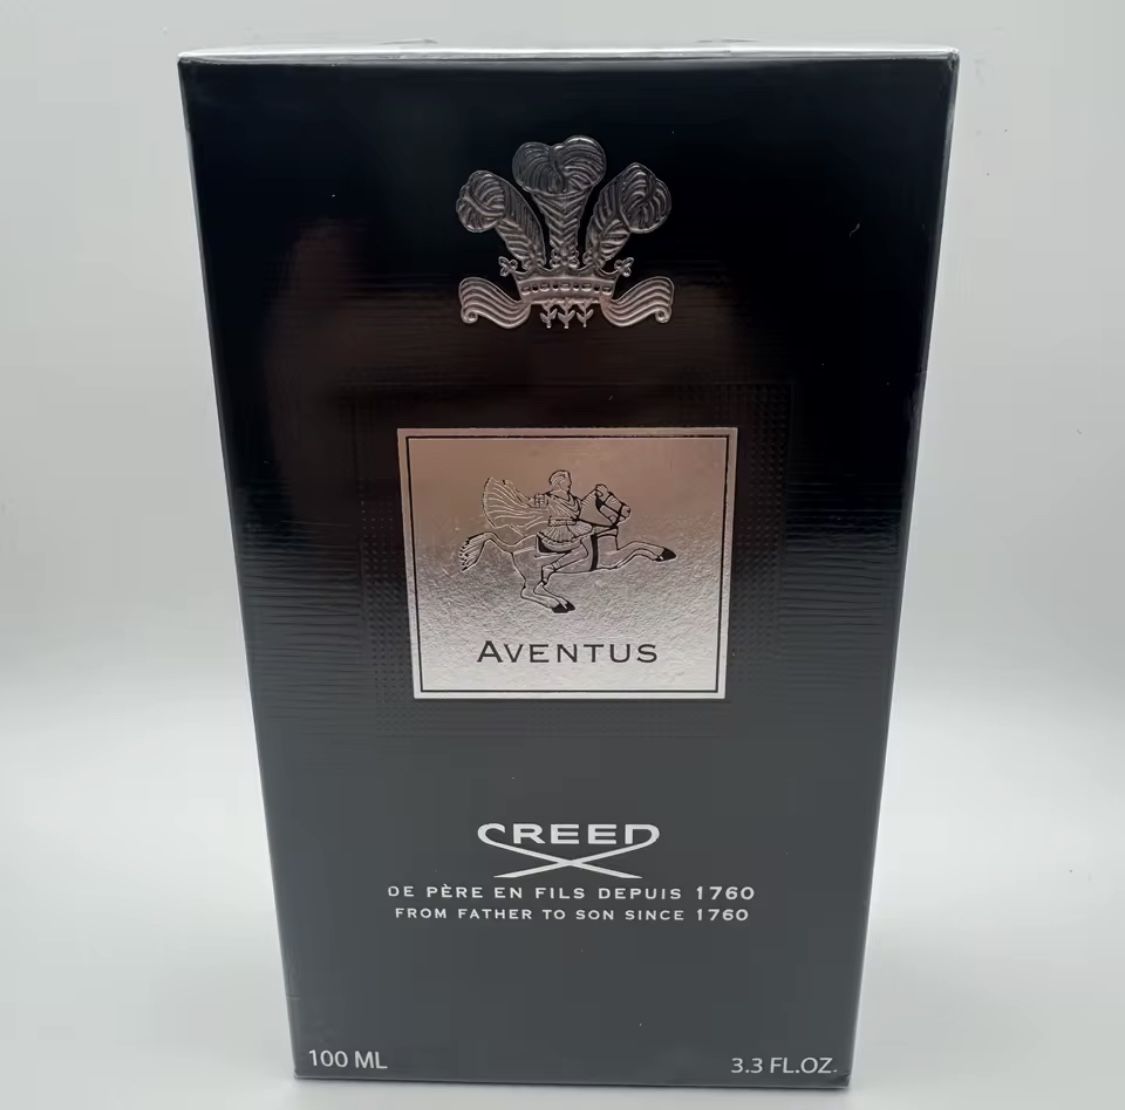 AVENTUS
CREED
DE PÈRE EN FILS DEPUIS 1760
FROM FATHER TO SON SINCE 1760
100 ML
3.3 FL.OZ.